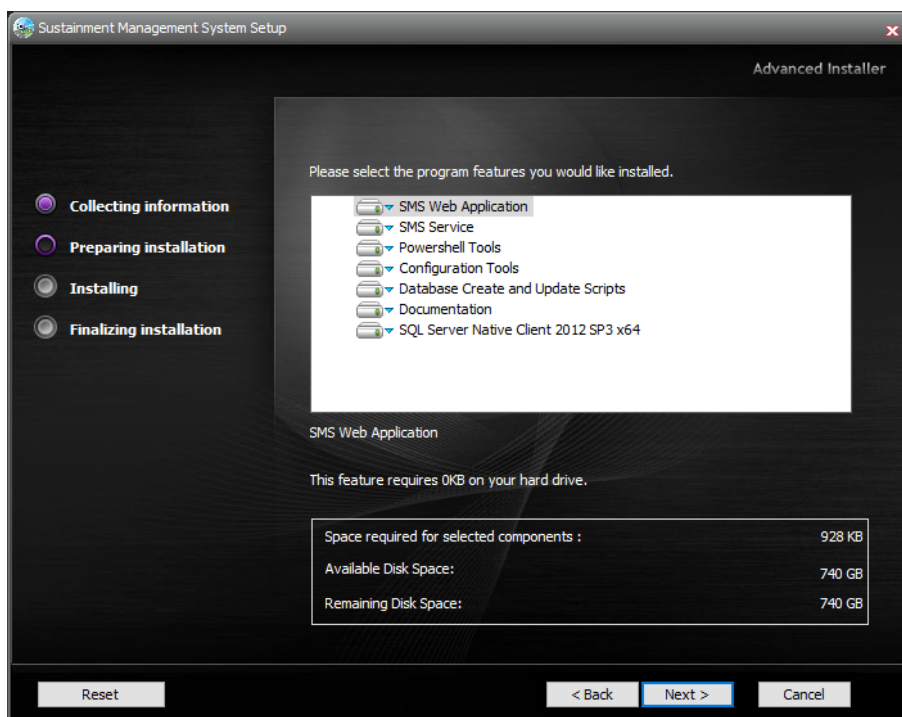 Sustainment Management System Setup
Advanced Installer
Collecting information
Preparing installation
Installing
Finalizing installation
Please select the program features you would like installed.
SMS Web Application
SMS Service
Powershell Tools
Configuration Tools
Database Create and Update Scripts
Documentation
SQL Server Native Client 2012 SP3 x64
SMS Web Application
This feature requires 0KB on your hard drive.
Space required for selected components : 928 KB
Available Disk Space: 740 GB
Remaining Disk Space: 740 GB
Reset < Back Next > Cancel